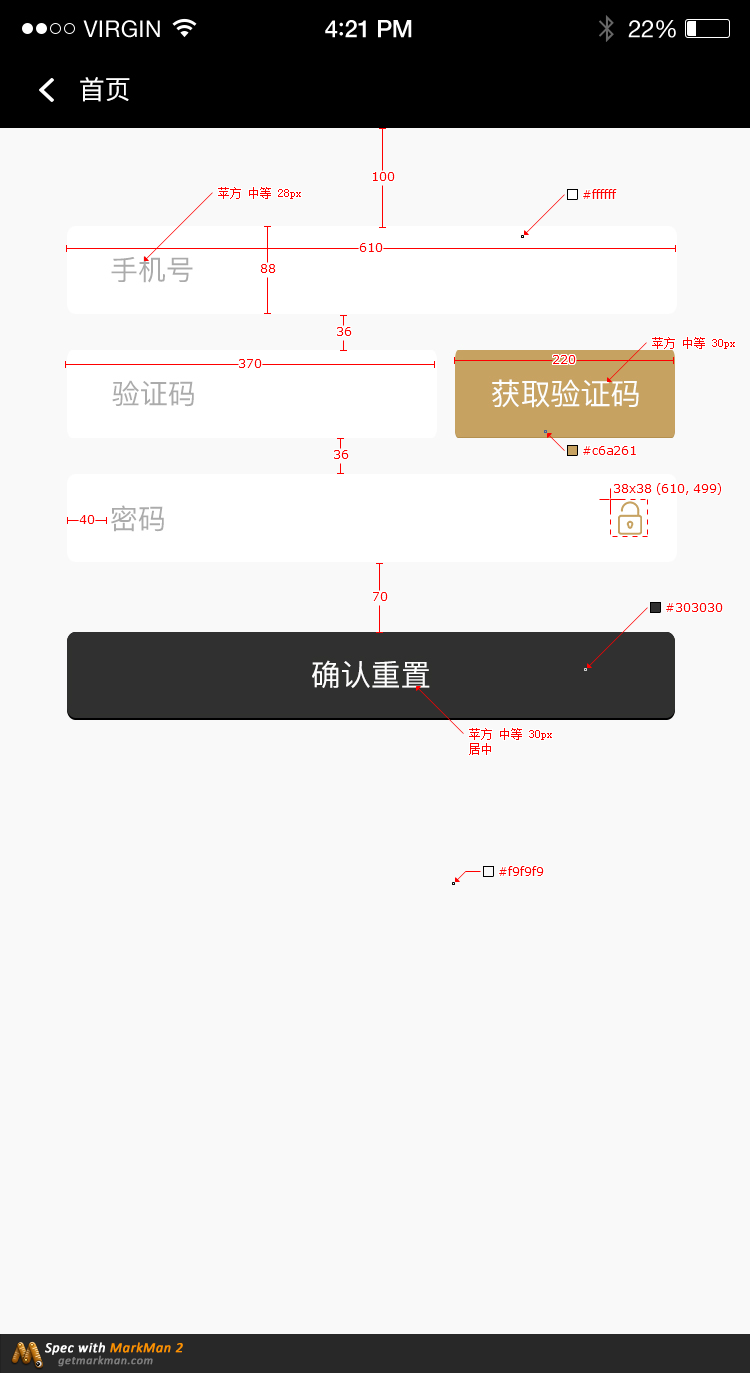 VIRGIN 4:21 PM 22%
首页
100
苹方 中等 28px
#ffffff
610
手机号
88
36
苹方 中等 30px
370
220
验证码
获取验证码
#c6a261
36
38x38 (610, 499)
40
密码
70
#303030
确认重置
苹方 中等 30px
居中
#f9f9f9
Spec with MarkMan 2
getmarkman.com